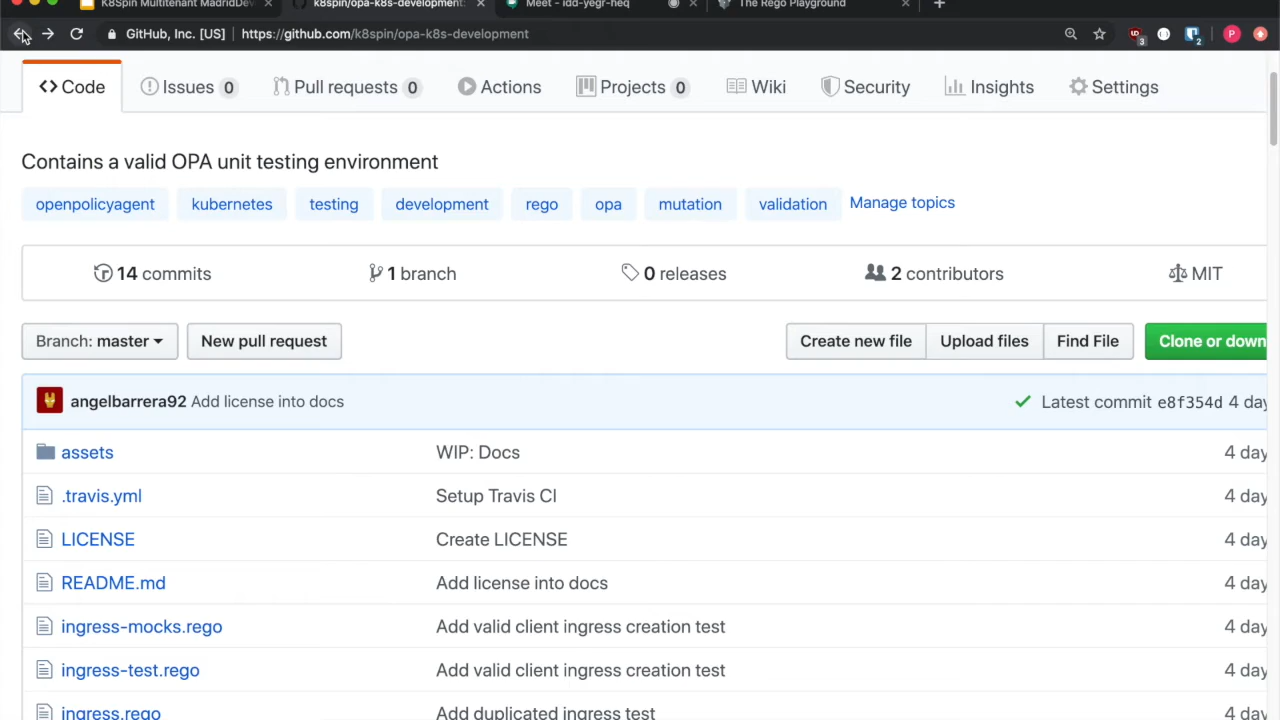 K8Spin Multitenant MadridDev
k8spin/opa-k8s-development:
Meet - idd-yegr-heq
The Rego Playground
GitHub, Inc. [US] | https://github.com/k8spin/opa-k8s-development
3
2
P
Code
Issues 0
Pull requests 0
Actions
Projects 0
Wiki
Security
Insights
Settings
Contains a valid OPA unit testing environment
openpolicyagent kubernetes testing development rego opa mutation validation Manage topics
14 commits
1 branch
0 releases
2 contributors
MIT
Branch: master
New pull request
Create new file
Upload files
Find File
Clone or down
angelbarrera92 Add license into docs
Latest commit e8f354d 4 day
assets WIP: Docs 4 day
.travis.yml Setup Travis CI 4 day
LICENSE Create LICENSE 4 day
README.md Add license into docs 4 day
ingress-mocks.rego Add valid client ingress creation test 4 day
ingress-test.rego Add valid client ingress creation test 4 day
ingress.rego Add duplicated ingress test 4 day